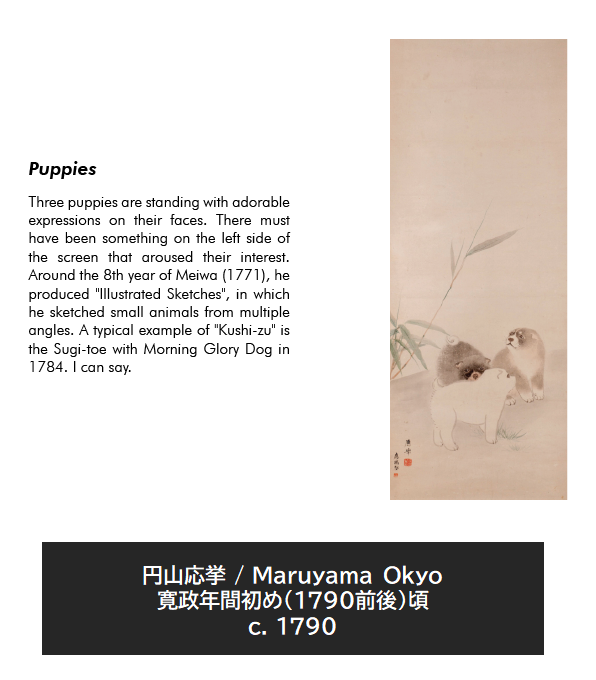 Puppies
Three puppies are standing with adorable
expressions on their faces. There must
have been something on the left side of
the screen that aroused their interest.
Around the 8th year of Meiwa (1771), he
produced "Illustrated Sketches", in which
he sketched small animals from multiple
angles. A typical example of "Kushi-zu" is
the Sugi-toe with Morning Glory Dog in
1784. I can say.
円山応挙 / Maruyama Okyo
寛政年間初め(1790前後)頃
c. 1790